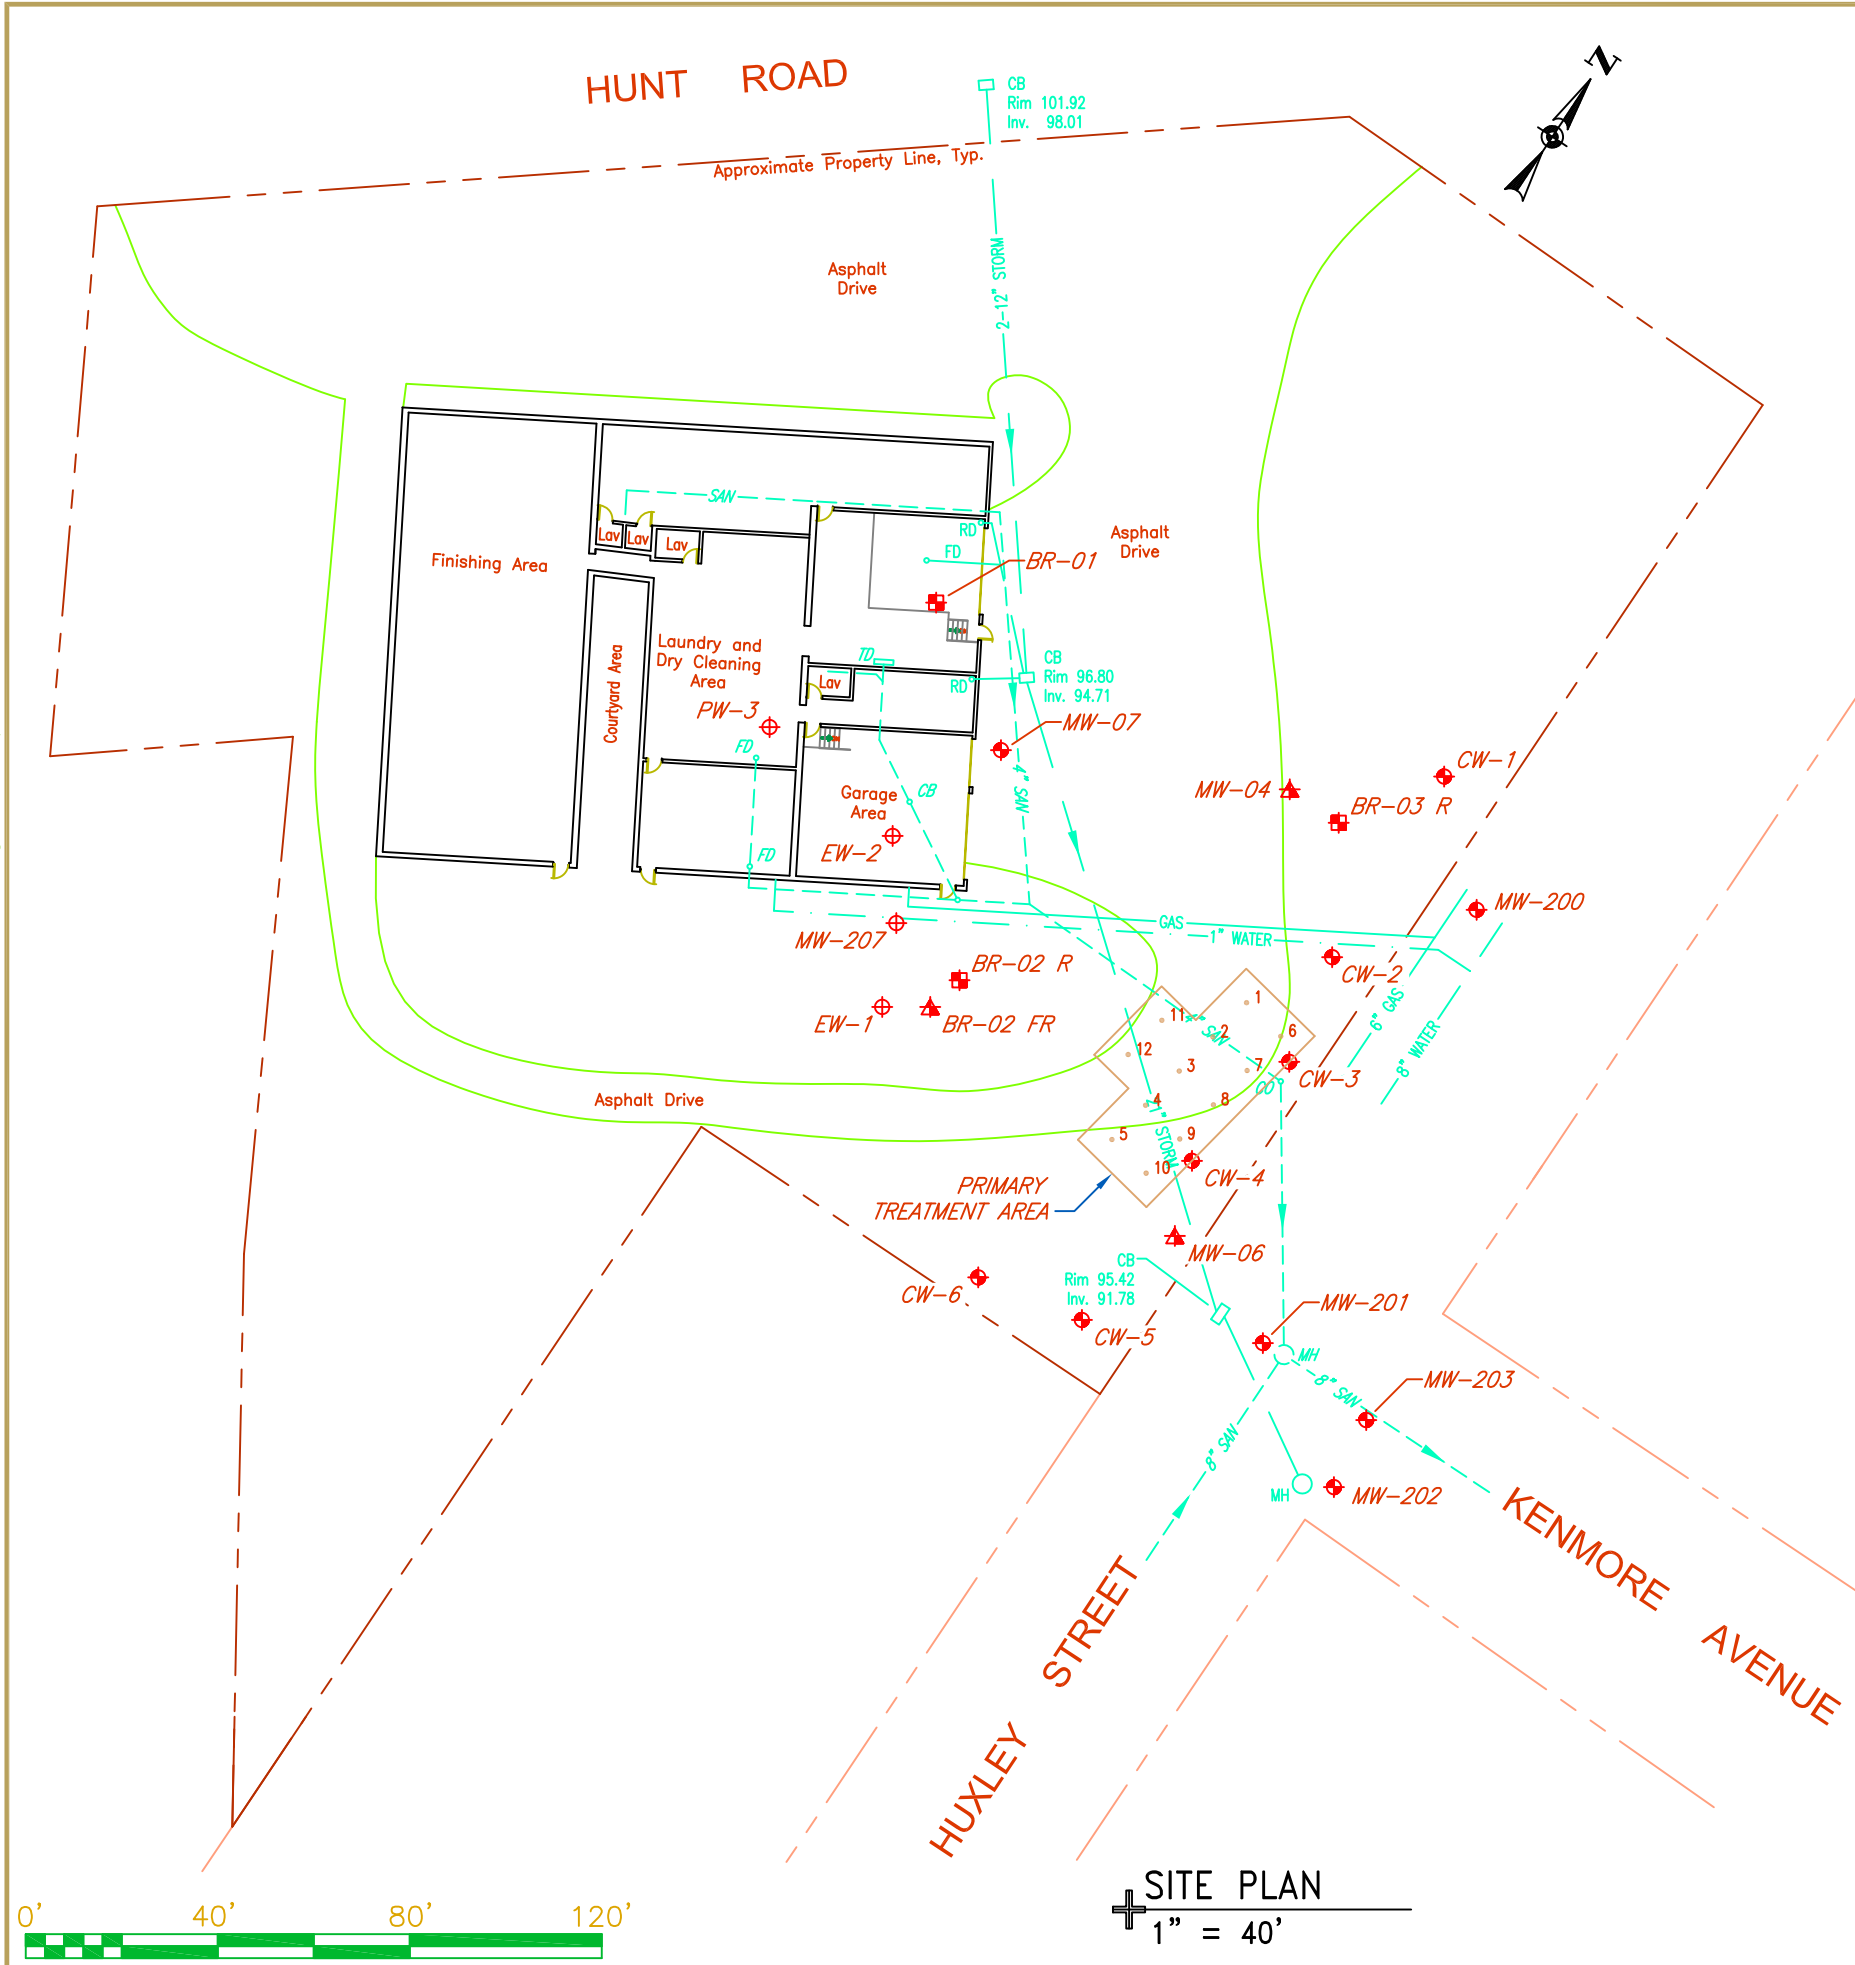 HUNT ROAD
N
CB
Rim 101.92
Inv. 98.01
Approximate Property Line, Typ.
2-12" STORM
Asphalt
Drive
SAN
Lav
Lav
Lav
RD
FD
Asphalt
Drive
BR-01
Finishing Area
Laundry and
Dry Cleaning
Area
Courtyard Area
TD
Lav
RD
CB
Rim 96.80
Inv. 94.71
PW-3
FD
MW-07
4" SAN
CW-1
MW-04
BR-03 R
Garage
Area
CB
EW-2
FD
MW-200
GAS
1" WATER
MW-207
BR-02 R
CW-2
6" GAS
8" WATER
EW-1
BR-02 FR
1
11
4" SAN
2
6
12
3
7
CO
CW-3
Asphalt Drive
4
8
5
9
STORM
10
CW-4
PRIMARY
TREATMENT AREA
MW-06
CB
Rim 95.42
Inv. 91.78
CW-6
CW-5
MW-201
MH
8" SAN
MW-203
8" SAN
MH
MW-202
KENMORE AVENUE
HUXLEY STREET
SITE PLAN
1" = 40'
0' 40' 80' 120'